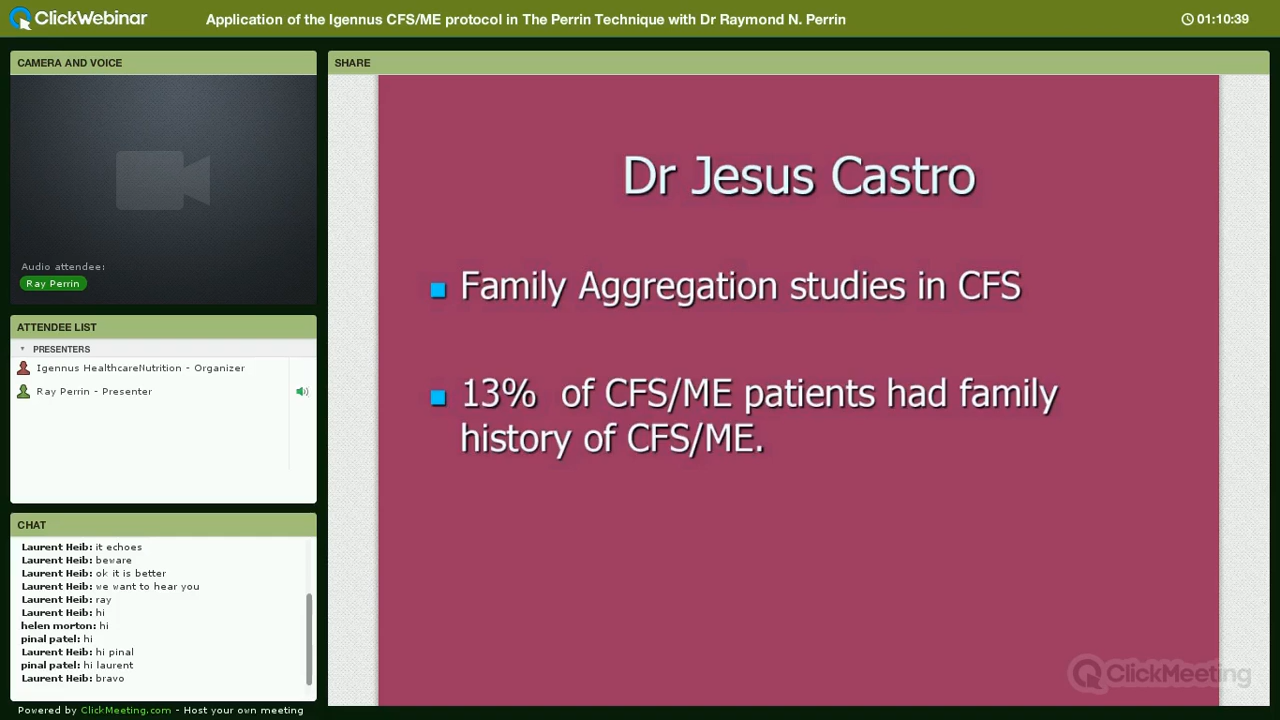 ClickWebinar
Application of the Igennus CFS/ME protocol in The Perrin Technique with Dr Raymond N. Perrin
01:10:39
CAMERA AND VOICE
Audio attendee:
Ray Perrin
ATTENDEE LIST
PRESENTERS
Igennus HealthcareNutrition - Organizer
Ray Perrin - Presenter
CHAT
Laurent Heib: it echoes
Laurent Heib: beware
Laurent Heib: ok it is better
Laurent Heib: we want to hear you
Laurent Heib: ray
Laurent Heib: hi
helen morton: hi
pinal patel: hi
Laurent Heib: hi pinal
pinal patel: hi laurent
Laurent Heib: bravo
Powered by ClickMeeting.com - Host your own meeting
SHARE
Dr Jesus Castro
Family Aggregation studies in CFS
13% of CFS/ME patients had family
history of CFS/ME.
ClickMeeting